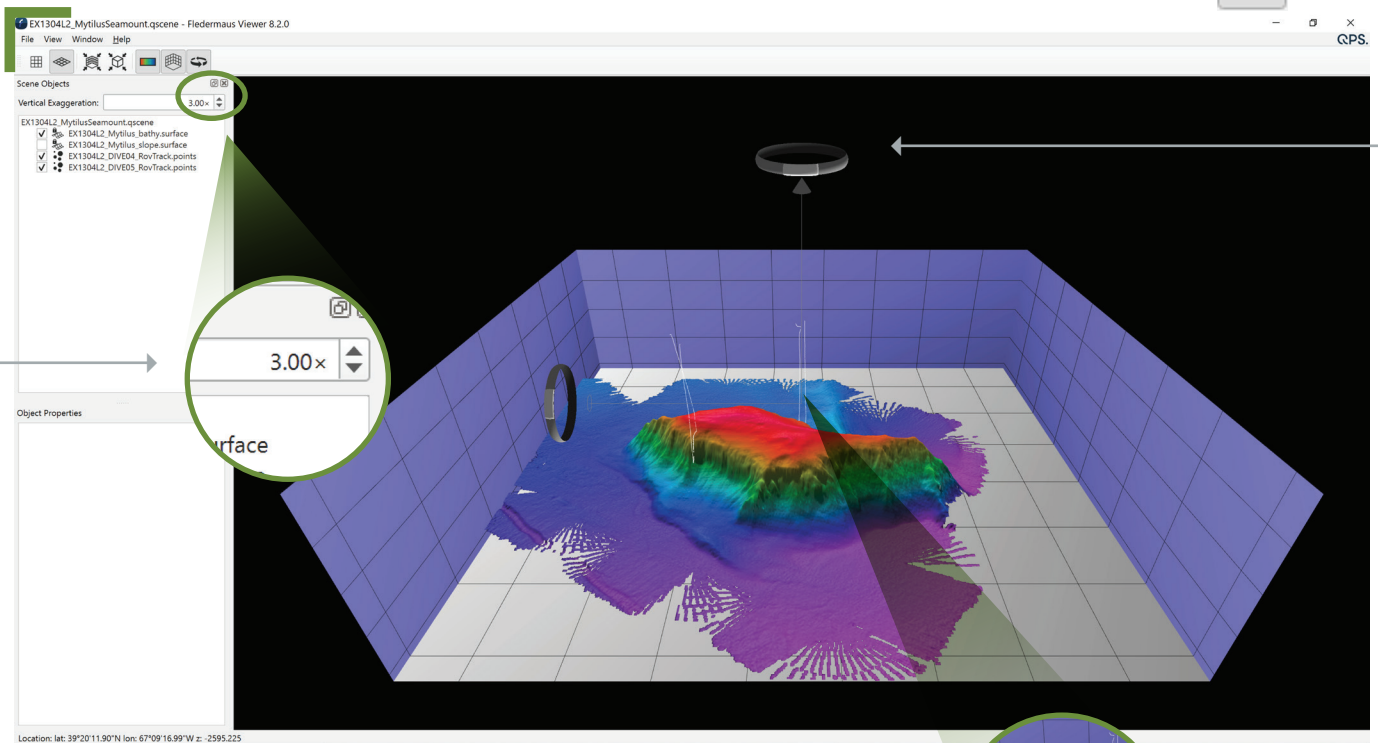 EX1304L2_MytilusSeamount.qscene - Fledermaus Viewer 8.2.0
File View Window Help
QPS.
Scene Objects
Vertical Exaggeration: 3.00×
EX1304L2_MytilusSeamount.qscene
EX1304L2_Mytilus_bathy.surface
EX1304L2_Mytilus_slope.surface
EX1304L2_DIVE04_RovTrack.points
EX1304L2_DIVE05_RovTrack.points
3.00×
urface
Object Properties
Location: lat: 39°20'11.90"N lon: 67°09'16.99"W z: -2595.225